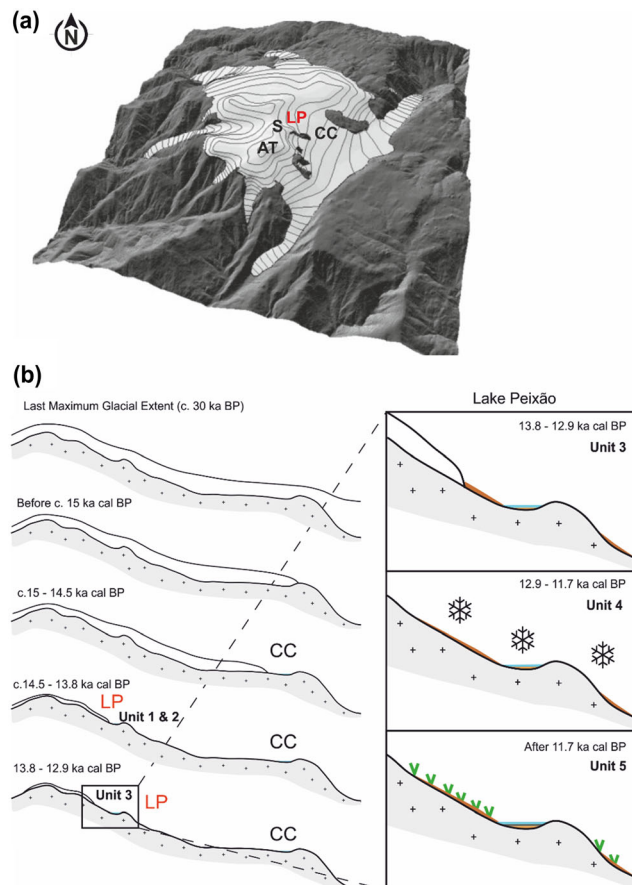 (a)
N
LP
S
CC
AT
(b)
Last Maximum Glacial Extent (c. 30 ka BP)
Before c. 15 ka cal BP)
c.15 - 14.5 ka cal BP)
CC
c.14.5 - 13.8 ka cal BP)
LP
Unit 1 & 2
CC
13.8 - 12.9 ka cal BP)
Unit 3
LP
CC
Lake Peixão
13.8 - 12.9 ka cal BP
Unit 3
12.9 - 11.7 ka cal BP)
Unit 4
After 11.7 ka cal BP
Unit 5